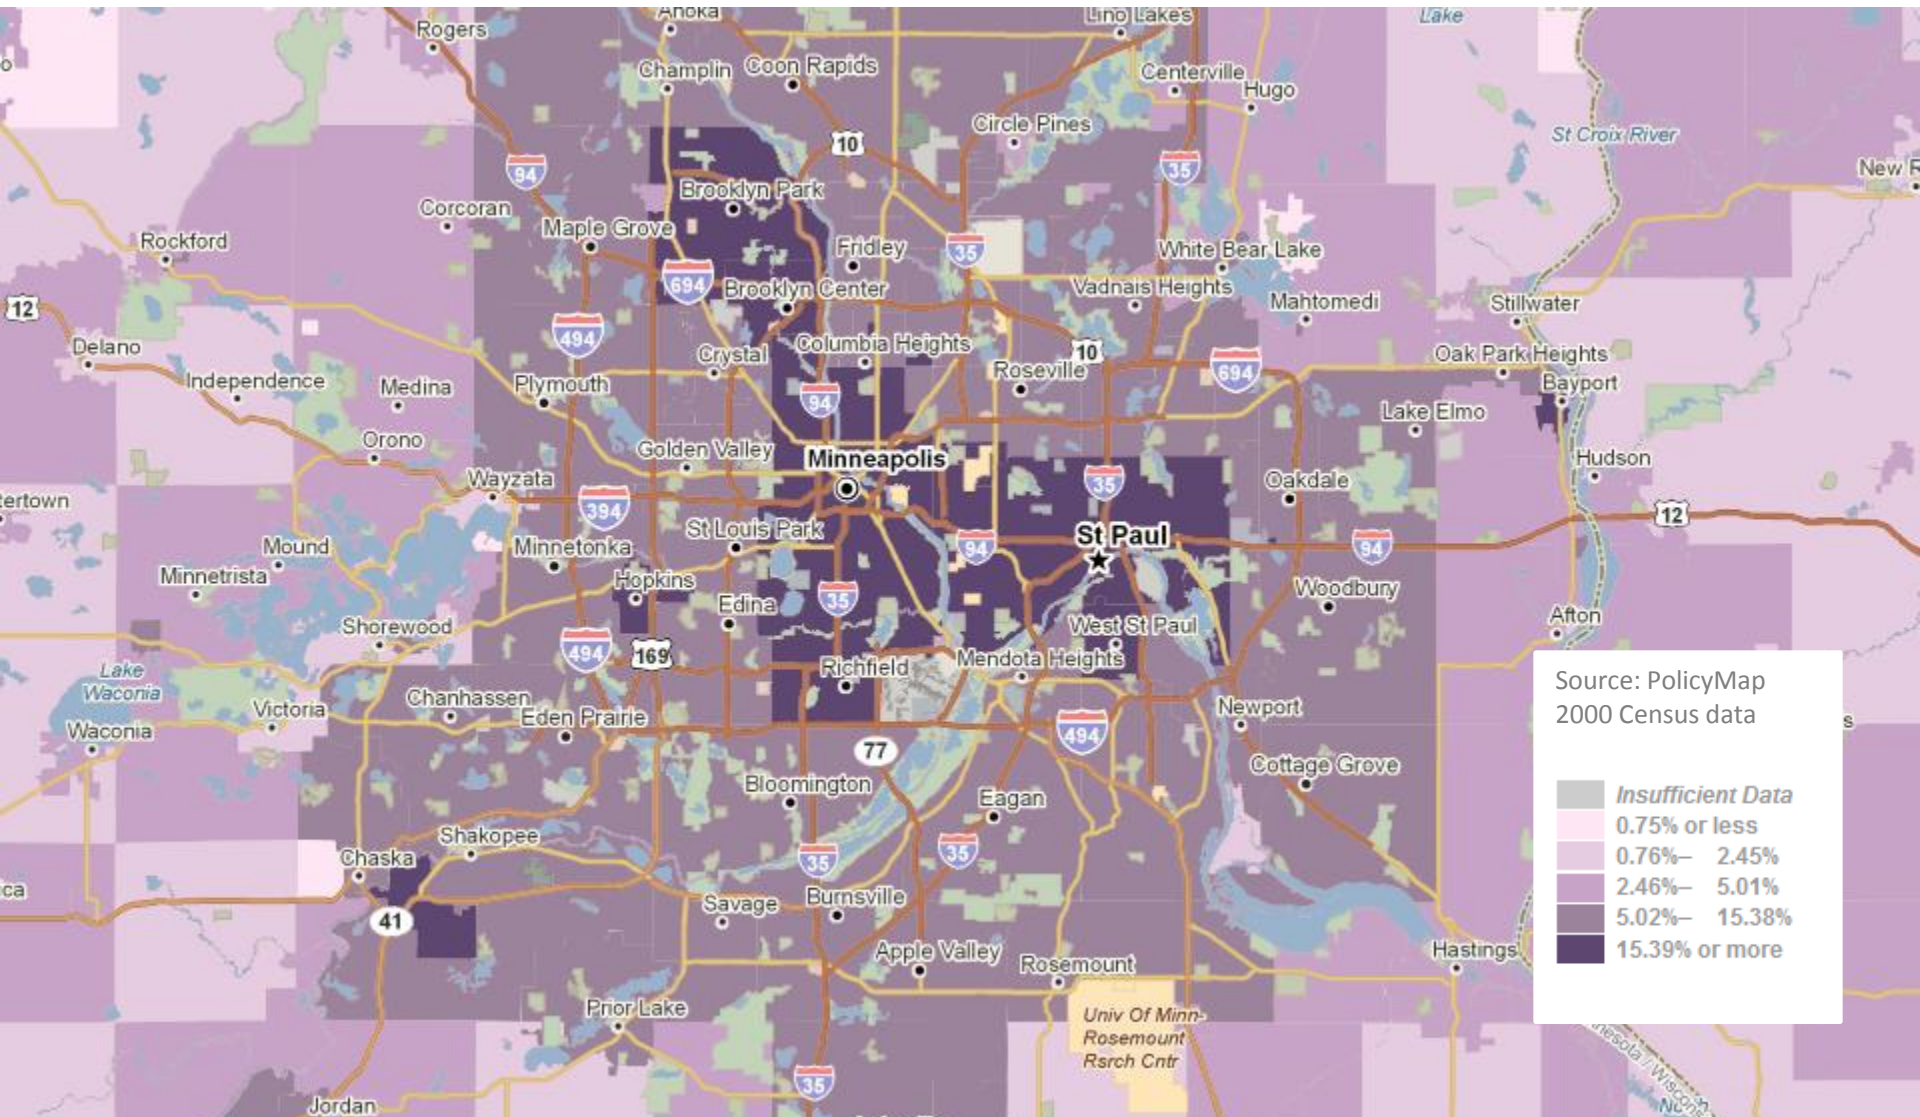 Anoka
Lino Lakes
Lake
Rogers
Champlin
Coon Rapids
Centerville
Hugo
Circle Pines
St Croix River
10
94
35
New R
Brooklyn Park
Corcoran
Maple Grove
Rockford
Fridley
35
White Bear Lake
694
Brooklyn Center
Vadnais Heights
Mahtomedi
Stillwater
12
494
Delano
Crystal
Columbia Heights
10
Oak Park Heights
Independence
Medina
Plymouth
Roseville
694
Bayport
94
Lake Elmo
Orono
Golden Valley
Minneapolis
Hudson
Wayzata
35
Oakdale
tertown
394
12
St Louis Park
St Paul
Mound
Minnetonka
94
94
Minnetrista
Hopkins
35
Woodbury
Edina
Shorewood
West St Paul
Afton
494
169
Richfield
Mendota Heights
Lake
Waconia
Victoria
Chanhassen
Eden Prairie
Newport
Waconia
494
77
Cottage Grove
Bloomington
Eagan
Shakopee
Chaska
35
35
ca
Savage
Burnsville
41
Apple Valley
Rosemount
Hastings
Prior Lake
Univ Of Minn-
Rosemount
Rsrch Cntr
35
Jordan
Source: PolicyMap
2000 Census data
s
Insufficient Data
0.75% or less
0.76%– 2.45%
2.46%– 5.01%
5.02%– 15.38%
15.39% or more
nesota / Wiscons